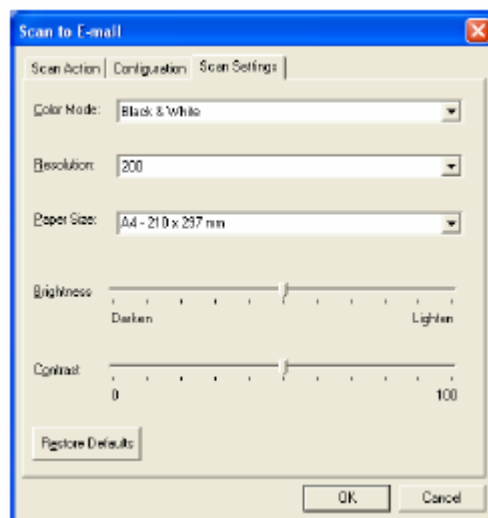 Scan to E-mail
Scan Action Configuration Scan Settings
Color Mode: Black & White
Resolution: 200
Paper Size: A4 - 210 x 297 mm
Brightness
Darken Lighten
Contrast
0 100
Restore Defaults
OK Cancel